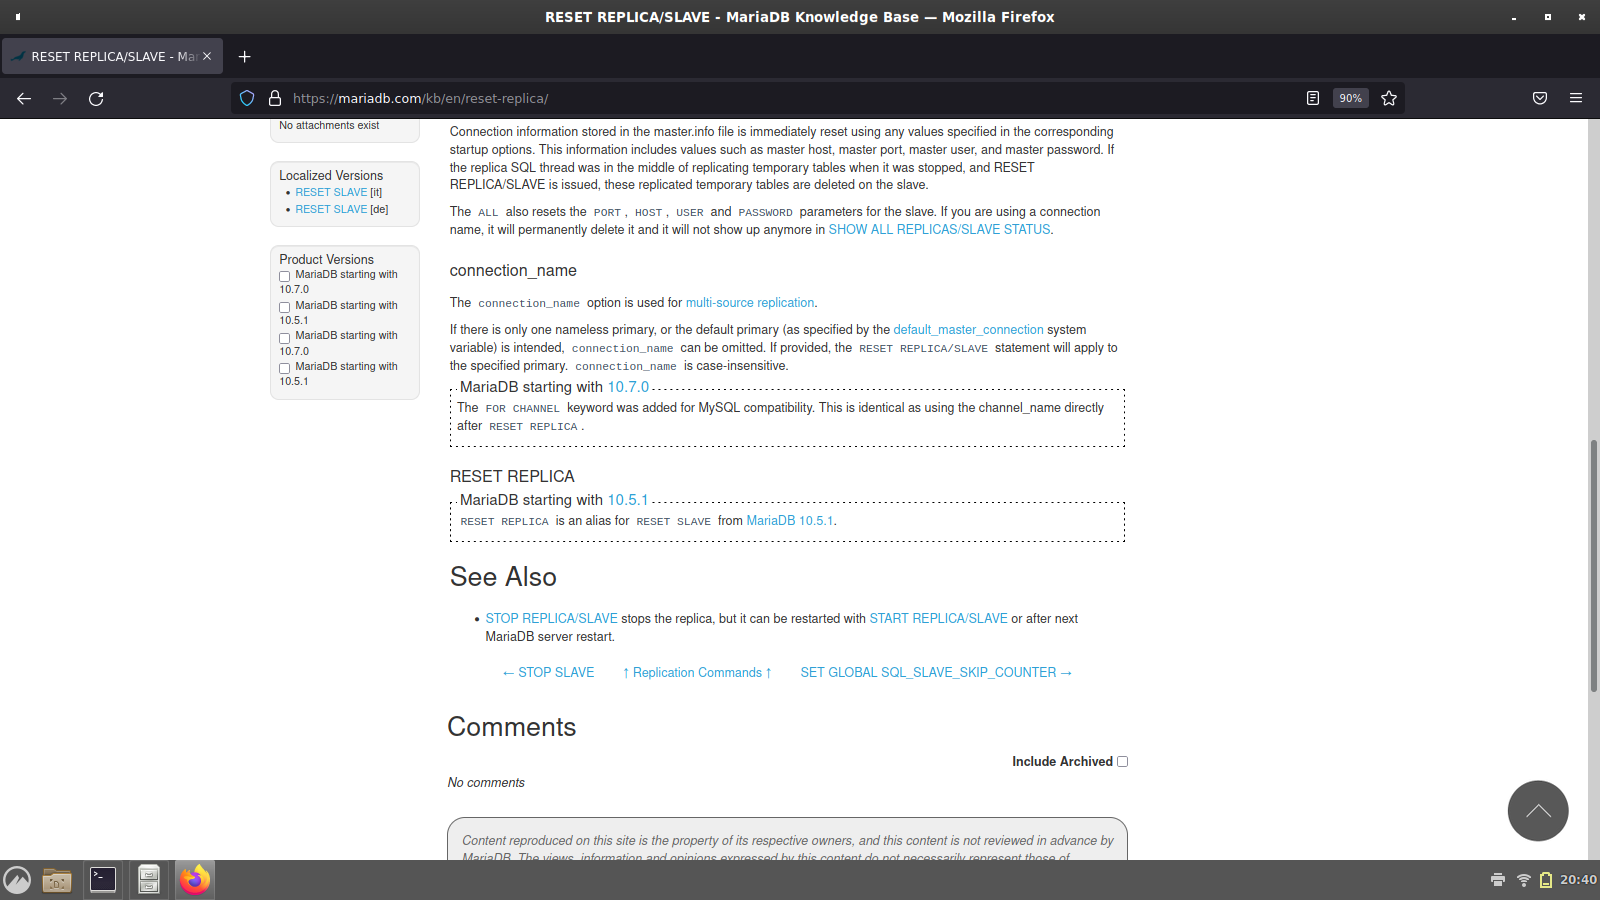 RESET REPLICA/SLAVE - MariaDB Knowledge Base — Mozilla Firefox
RESET REPLICA/SLAVE - Mar
https://mariadb.com/kb/en/reset-replica/
90%
No attachments exist
Localized Versions
• RESET SLAVE [it]
• RESET SLAVE [de]
Product Versions
MariaDB starting with
10.7.0
MariaDB starting with
10.5.1
MariaDB starting with
10.7.0
MariaDB starting with
10.5.1
Connection information stored in the master.info file is immediately reset using any values specified in the corresponding
startup options. This information includes values such as master host, master port, master user, and master password. If
the replica SQL thread was in the middle of replicating temporary tables when it was stopped, and RESET
REPLICA/SLAVE is issued, these replicated temporary tables are deleted on the slave.
The ALL also resets the PORT, HOST, USER and PASSWORD parameters for the slave. If you are using a connection
name, it will permanently delete it and it will not show up anymore in SHOW ALL REPLICAS/SLAVE STATUS.
connection_name
The connection_name option is used for multi-source replication.
If there is only one nameless primary, or the default primary (as specified by the default_master_connection system
variable) is intended, connection_name can be omitted. If provided, the RESET REPLICA/SLAVE statement will apply to
the specified primary. connection_name is case-insensitive.
MariaDB starting with 10.7.0
The FOR CHANNEL keyword was added for MySQL compatibility. This is identical as using the channel_name directly
after RESET REPLICA.
RESET REPLICA
MariaDB starting with 10.5.1
RESET REPLICA is an alias for RESET SLAVE from MariaDB 10.5.1.
See Also
• STOP REPLICA/SLAVE stops the replica, but it can be restarted with START REPLICA/SLAVE or after next
MariaDB server restart.
← STOP SLAVE ↑ Replication Commands ↑ SET GLOBAL SQL_SLAVE_SKIP_COUNTER →
Comments
Include Archived
No comments
Content reproduced on this site is the property of its respective owners, and this content is not reviewed in advance by
MariaDB. The views, information and opinions expressed by this content do not necessarily represent those of
20:40